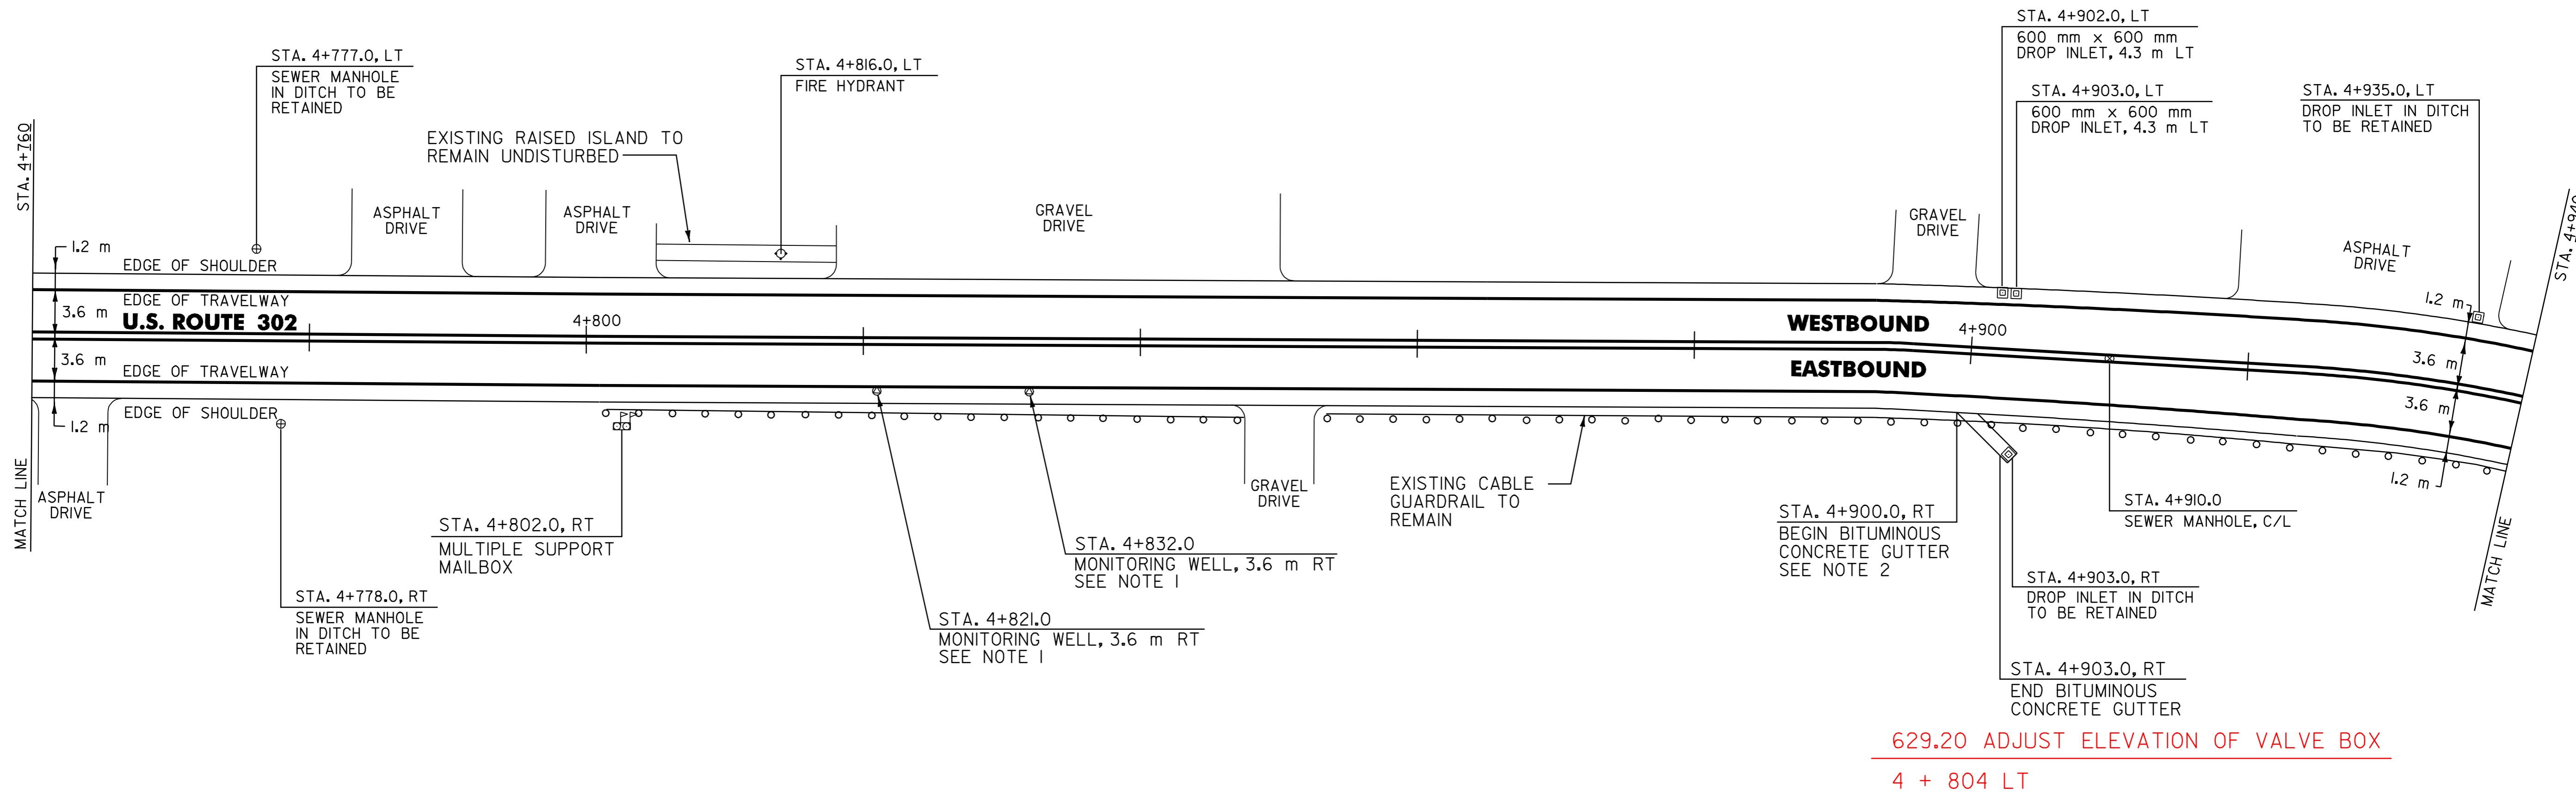 STA. 4+760
MATCH LINE
STA. 4+777.0, LT
SEWER MANHOLE
IN DITCH TO BE
RETAINED
EXISTING RAISED ISLAND TO
REMAIN UNDISTURBED
STA. 4+816.0, LT
FIRE HYDRANT
STA. 4+902.0, LT
600 mm x 600 mm
DROP INLET, 4.3 m LT
STA. 4+903.0, LT
600 mm x 600 mm
DROP INLET, 4.3 m LT
STA. 4+935.0, LT
DROP INLET IN DITCH
TO BE RETAINED
STA. 4+940
ASPHALT
DRIVE
ASPHALT
DRIVE
GRAVEL
DRIVE
GRAVEL
DRIVE
ASPHALT
DRIVE
1.2 m
EDGE OF SHOULDER
EDGE OF TRAVELWAY
3.6 m
U.S. ROUTE 302
4+800
WESTBOUND
4+900
1.2 m
3.6 m
3.6 m
EDGE OF TRAVELWAY
EASTBOUND
3.6 m
EDGE OF SHOULDER
1.2 m
1.2 m
ASPHALT
DRIVE
GRAVEL
DRIVE
EXISTING CABLE
GUARDRAIL TO
REMAIN
STA. 4+802.0, RT
MULTIPLE SUPPORT
MAILBOX
STA. 4+832.0
MONITORING WELL, 3.6 m RT
SEE NOTE 1
STA. 4+900.0, RT
BEGIN BITUMINOUS
CONCRETE GUTTER
SEE NOTE 2
STA. 4+910.0
SEWER MANHOLE, C/L
MATCH LINE
STA. 4+778.0, RT
SEWER MANHOLE
IN DITCH TO BE
RETAINED
STA. 4+821.0
MONITORING WELL, 3.6 m RT
SEE NOTE 1
STA. 4+903.0, RT
DROP INLET IN DITCH
TO BE RETAINED
STA. 4+903.0, RT
END BITUMINOUS
CONCRETE GUTTER
629.20 ADJUST ELEVATION OF VALVE BOX
4 + 804 LT